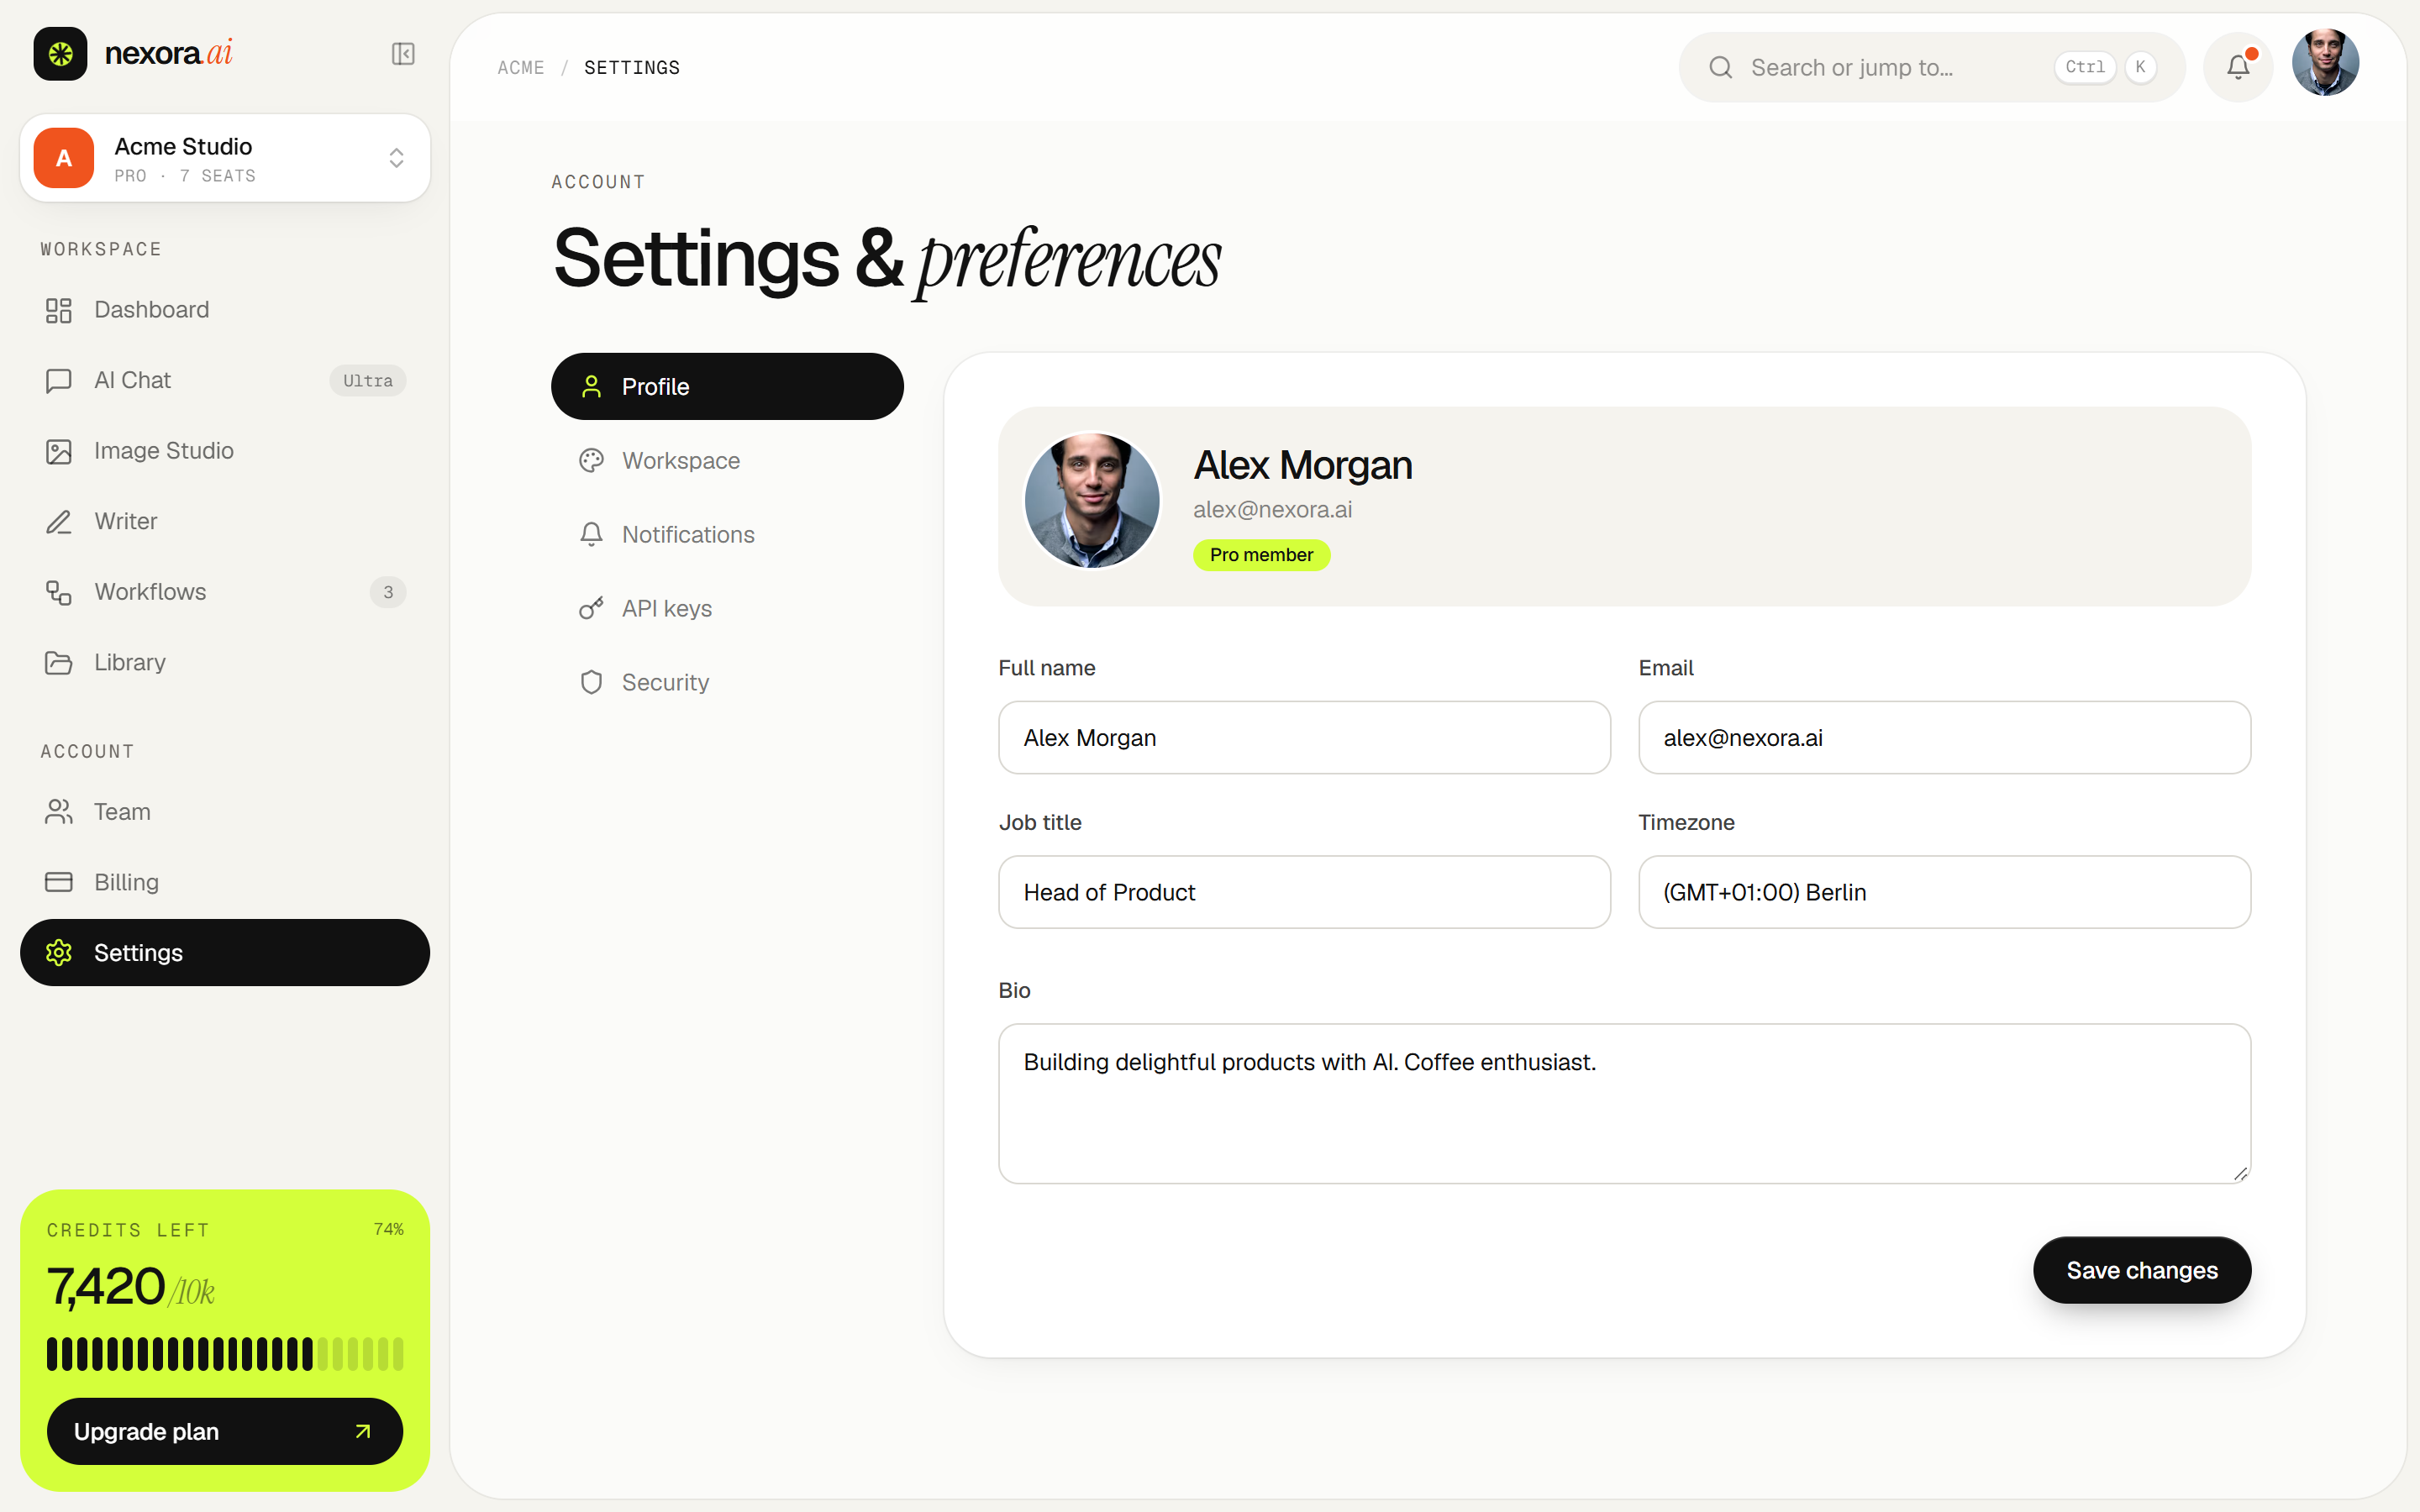 nexora.ai
Acme Studio
PRO · 7 SEATS
A
WORKSPACE
Dashboard
AI Chat
Ultra
Image Studio
Writer
Workflows
3
Library
ACCOUNT
Team
Billing
Settings
CREDITS LEFT
74%
7,420/10k
Upgrade plan
ACME / SETTINGS
Search or jump to...
Ctrl
K
ACCOUNT
Settings & preferences
Profile
Workspace
Notifications
API keys
Security
Alex Morgan
alex@nexora.ai
Pro member
Full name
Alex Morgan
Email
alex@nexora.ai
Job title
Head of Product
Timezone
(GMT+01:00) Berlin
Bio
Building delightful products with AI. Coffee enthusiast.
Save changes